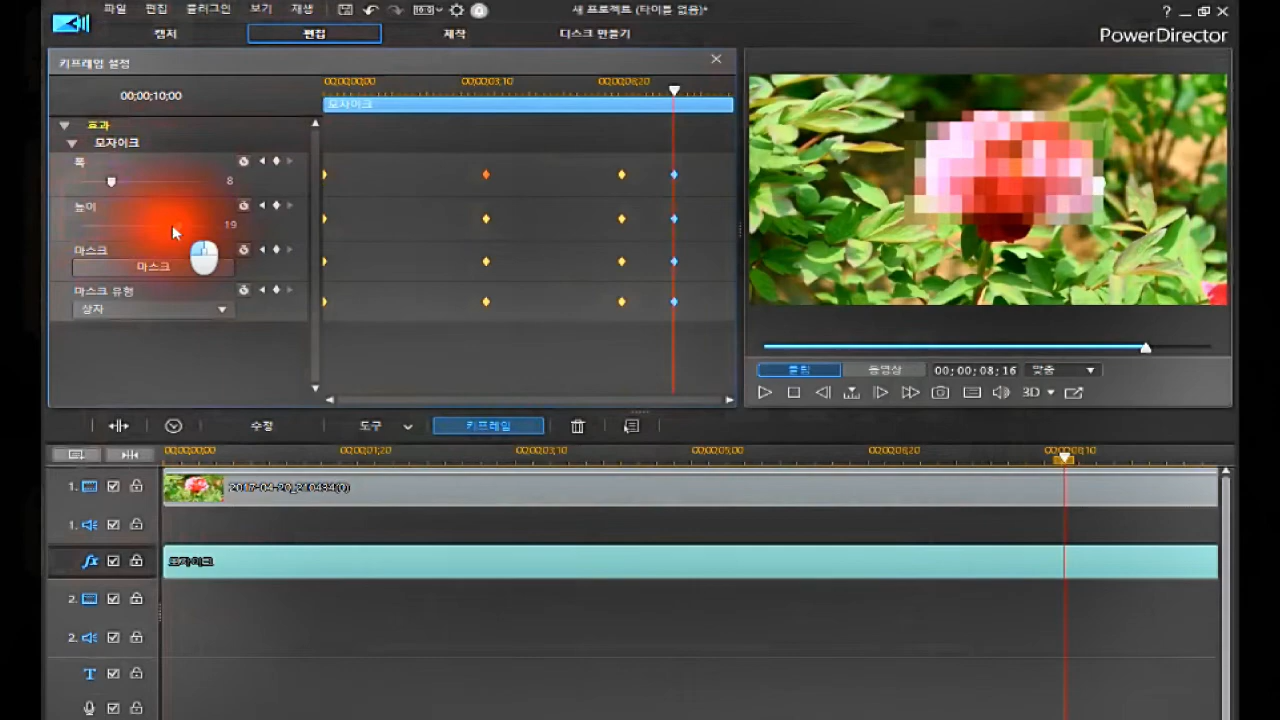 파일 편집 플러그인 보기 재생
새 프로젝트 (타이틀 없음)*
?
캡처 편집 제작 디스크 만들기
PowerDirector
키프레임 설정
00;00;10;00
00;00;00;00 00;00;03;10 00;00;06;20
모자이크
효과
모자이크
폭
8
높이
19
마스크
마스크
마스크 유형
상자
클립 동영상 00; 00; 08; 16 맞춤
3D
수정 도구 키프레임
00;00;00;00 00;00;01;20 00;00;03;10 00;00;05;00 00;00;06;20
1. 2017-04-20_210434(0)
1.
fx 모자이크
2.
2.
T